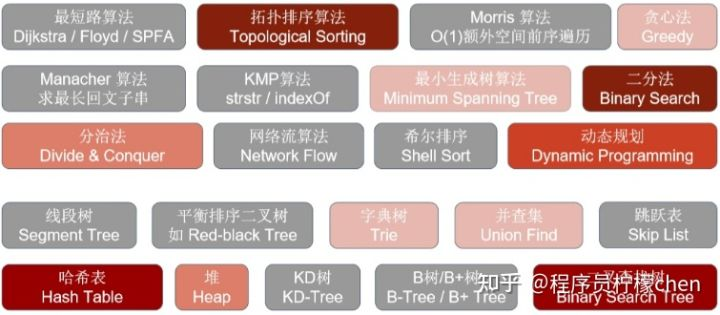 最短路算法
Dijkstra / Floyd / SPFA
拓扑排序算法
Topological Sorting
Morris 算法
O(1)额外空间前序遍历
贪心法
Greedy
Manacher 算法
求最长回文子串
KMP算法
strstr / indexOf
最小生成树算法
Minimum Spanning Tree
二分法
Binary Search
分治法
Divide & Conquer
网络流算法
Network Flow
希尔排序
Shell Sort
动态规划
Dynamic Programming
线段树
Segment Tree
平衡排序二叉树
如 Red-black Tree
字典树
Trie
并查集
Union Find
跳跃表
Skip List
哈希表
Hash Table
堆
Heap
KD树
KD-Tree
B树/B+树
B-Tree / B+ Tree
Binary Search Tree
知乎 @程序员柠檬chen